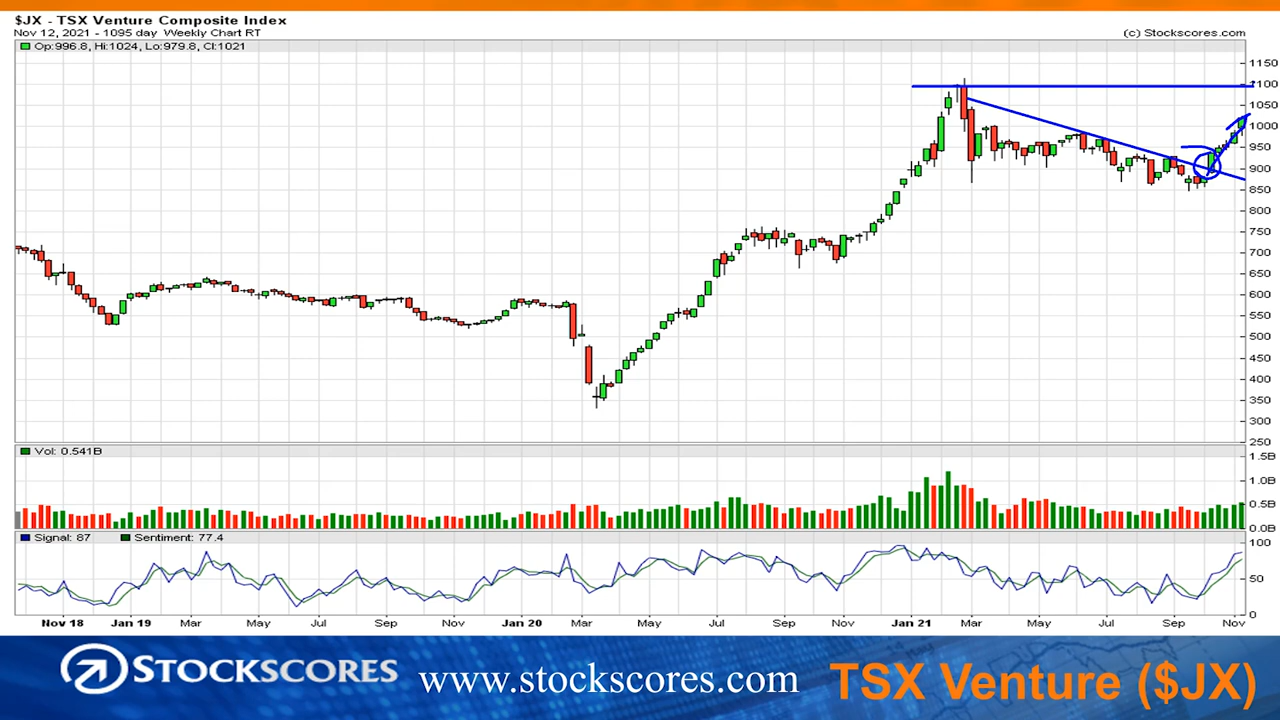 $JX - TSX Venture Composite Index
Nov 12, 2021 - 1095 day Weekly Chart RT
(c) Stockscores.com
Op:996.8, Hi:1024, Lo:979.8, Cl:1021
1150
1100
1050
1000
950
900
850
800
750
700
650
600
550
500
450
400
350
300
250
Vol: 0.541B
1.5B
1.0B
0.5B
0.0B
Signal: 87 Sentiment: 77.4
100
50
0
Nov 18 Jan 19 Mar May Jul Sep Nov Jan 20 Mar May Jul Sep Nov Jan 21 Mar May Jul Sep Nov
STOCKSCORES
www.stockscores.com
TSX Venture ($JX)